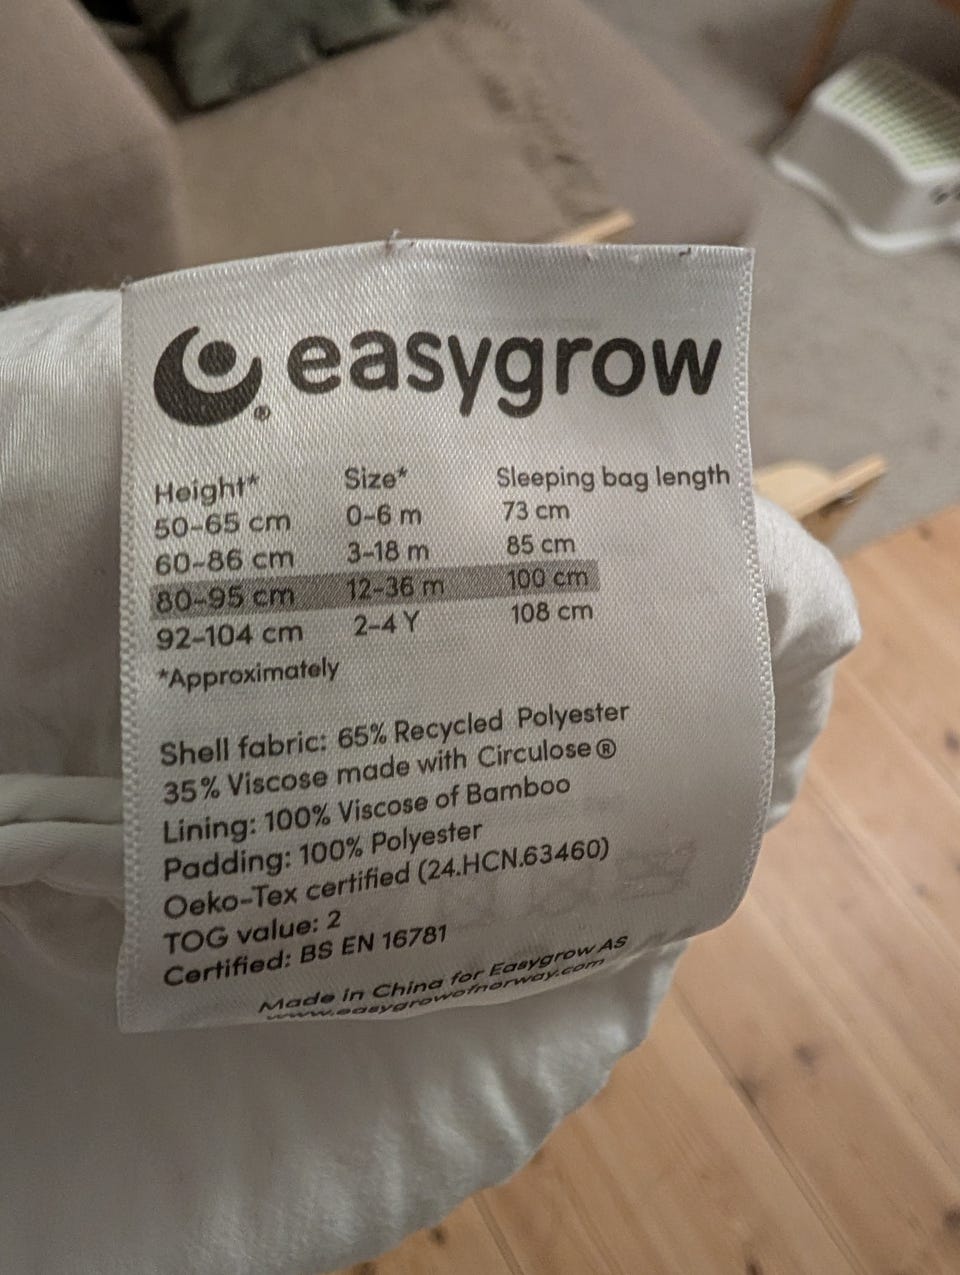 easygrow®
Height* Size* Sleeping bag length
50-65 cm 0-6 m 73 cm
60-86 cm 3-18 m 85 cm
80-95 cm 12-36 m 100 cm
92-104 cm 2-4 Y 108 cm
*Approximately
Shell fabric: 65% Recycled Polyester
35% Viscose made with Circulose®
Lining: 100% Viscose of Bamboo
Padding: 100% Polyester
Oeko-Tex certified (24.HCN.63460)
TOG value: 2
Certified: BS EN 16781
Made in China for Easygrow AS
www.easygrowofnorway.com